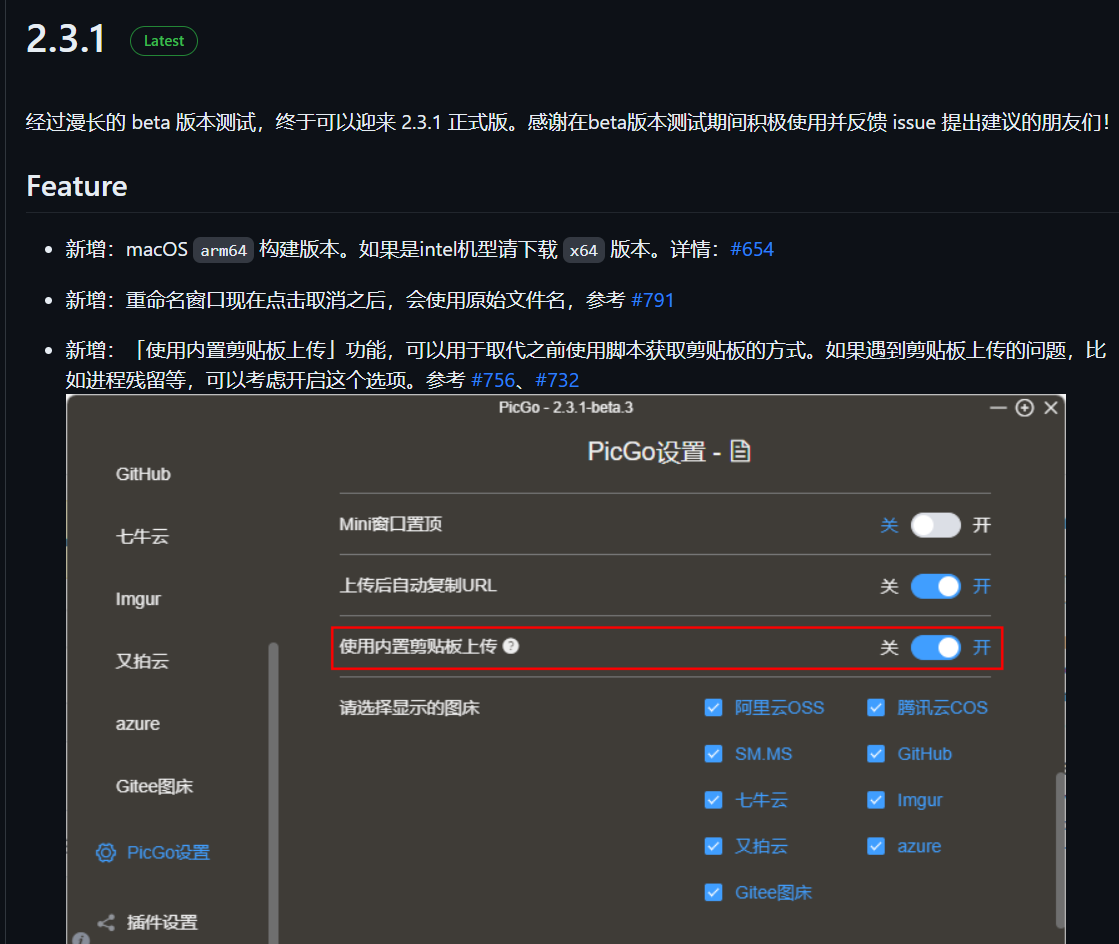 2.3.1 Latest
经过漫长的 beta 版本测试，终于可以迎来 2.3.1 正式版。感谢在beta版本测试期间积极使用并反馈 issue 提出建议的朋友们！
Feature
新增：macOS arm64 构建版本。如果是intel机型请下载 x64 版本。详情：#654
新增：重命名窗口现在点击取消之后，会使用原始文件名，参考 #791
新增：「使用内置剪贴板上传」功能，可以用于取代之前使用脚本获取剪贴板的方式。如果遇到剪贴板上传的问题，比
如进程残留等，可以考虑开启这个选项。参考 #756、#732
PicGo - 2.3.1-beta.3
PicGo设置 -
GitHub
七牛云
Imgur
又拍云
azure
Gitee图床
PicGo设置
插件设置
Mini窗口置顶 关 开
上传后自动复制URL 关 开
使用内置剪贴板上传 ? 关 开
请选择显示的图床 阿里云OSS 腾讯云COS
SM.MS GitHub
七牛云 Imgur
又拍云 azure
Gitee图床